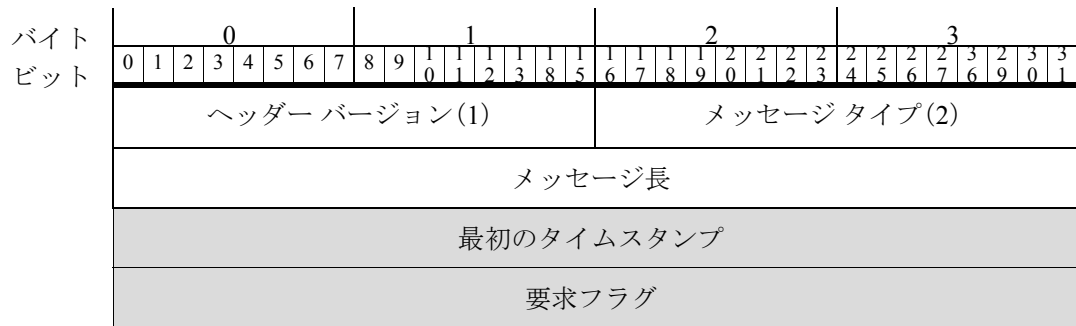 バイト 0 1 2 3
ビット 0 1 2 3 4 5 6 7 8 9 10 11 12 13 18 15 16 17 18 19 20 21 22 23 24 25 26 27 36 29 30 31
ヘッダー バージョン(1) メッセージ タイプ(2)
メッセージ長
最初のタイムスタンプ
要求フラグ